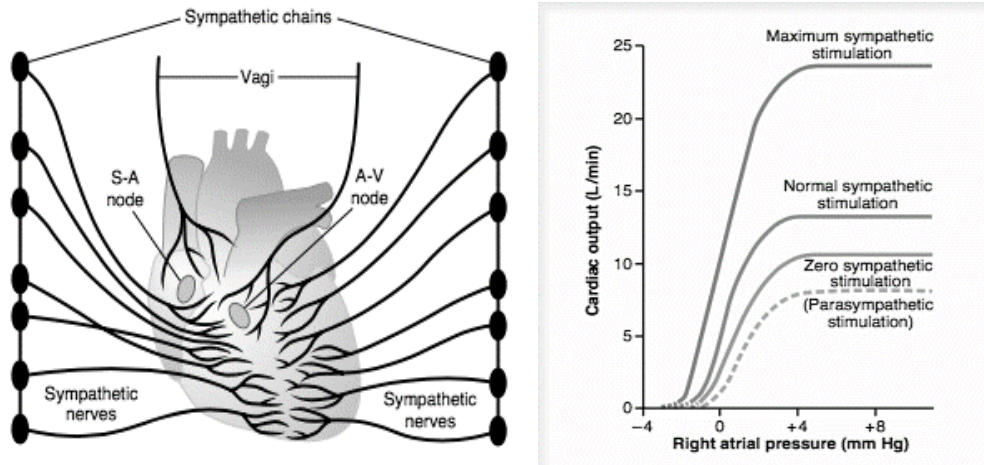 Sympathetic chains
Vagi
S-A
node
A-V
node
Sympathetic
nerves
Sympathetic
nerves
Maximum sympathetic
stimulation
Normal sympathetic
stimulation
Zero sympathetic
stimulation
(Parasympathetic
stimulation)
Cardiac output (L/min)
25
20
15
10
5
0
−4
0
+4
+8
Right atrial pressure (mm Hg)